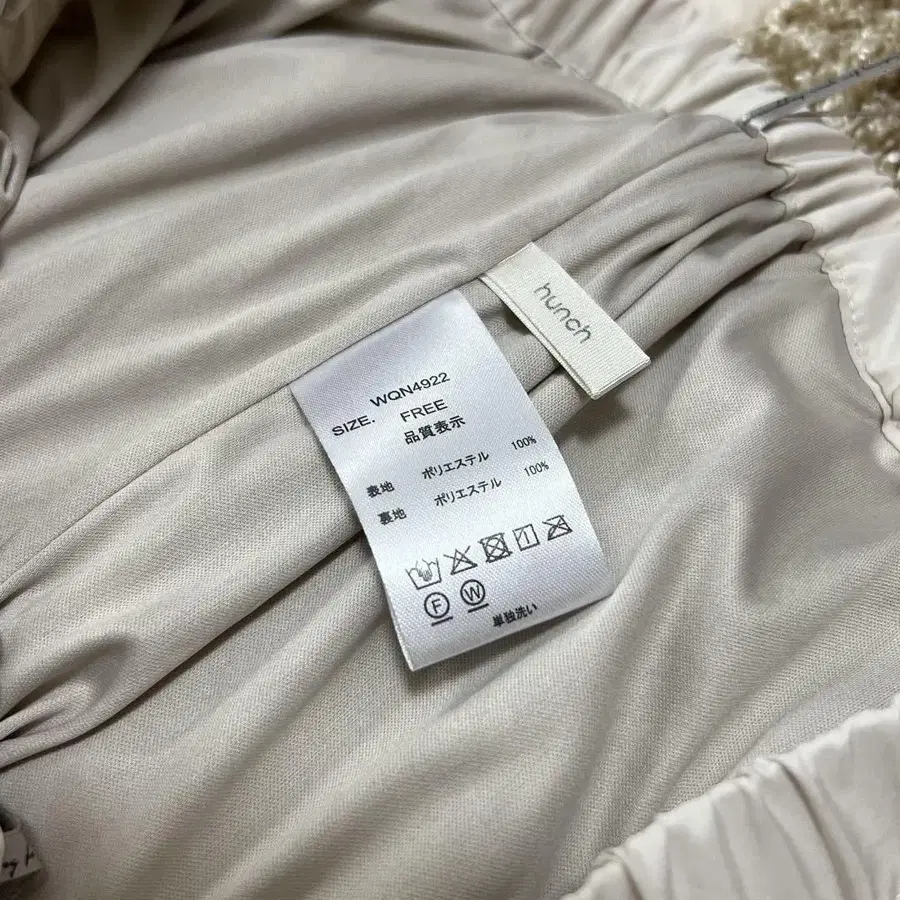 hunch
WQN4922
SIZE. FREE
品質表示
表地 ポリエステル 100%
裏地 ポリエステル 100%
F W
単独洗い